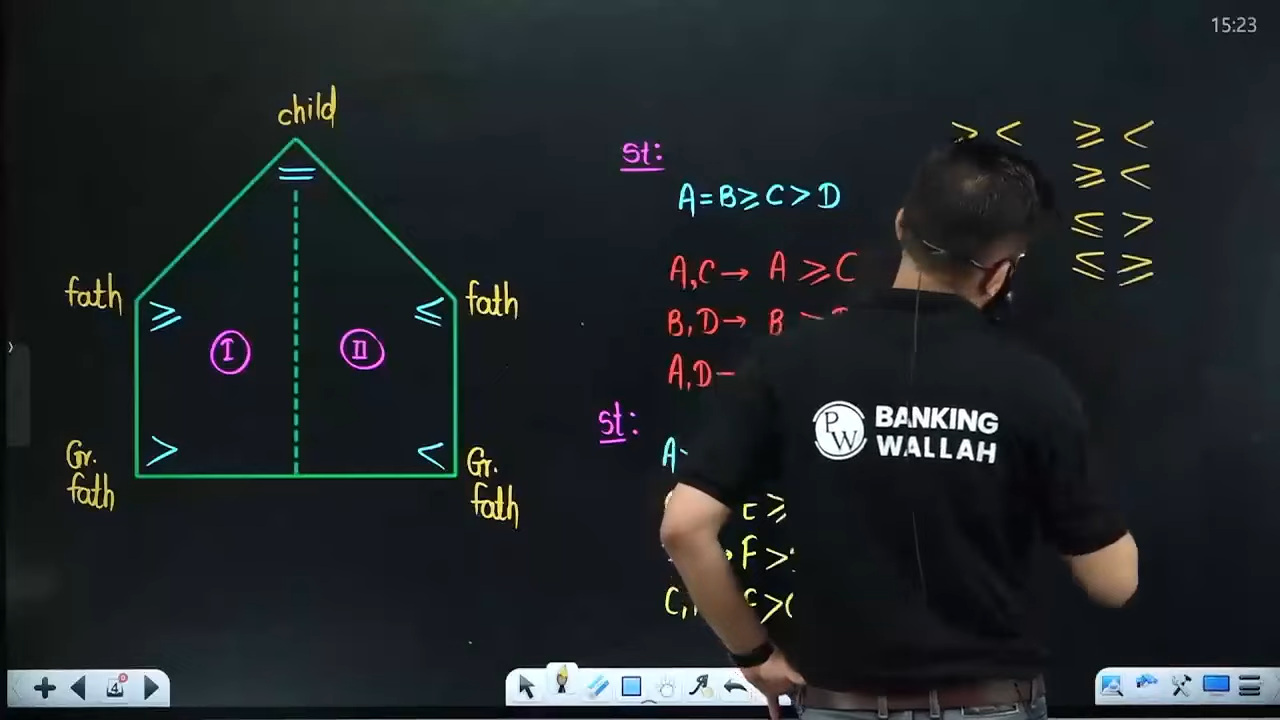 15:23
child
=
fath
≥
≤
fath
I
II
Gr.
fath
>
<
Gr.
fath
St:
A=B≥C>D
A,C→ A ≥C
B,D→ B
A,D-
St:
A-
≥
F>
C,
>
> <
≥ <
≥ <
≤ >
≤ ≥
PW
BANKING
WALLAH
4